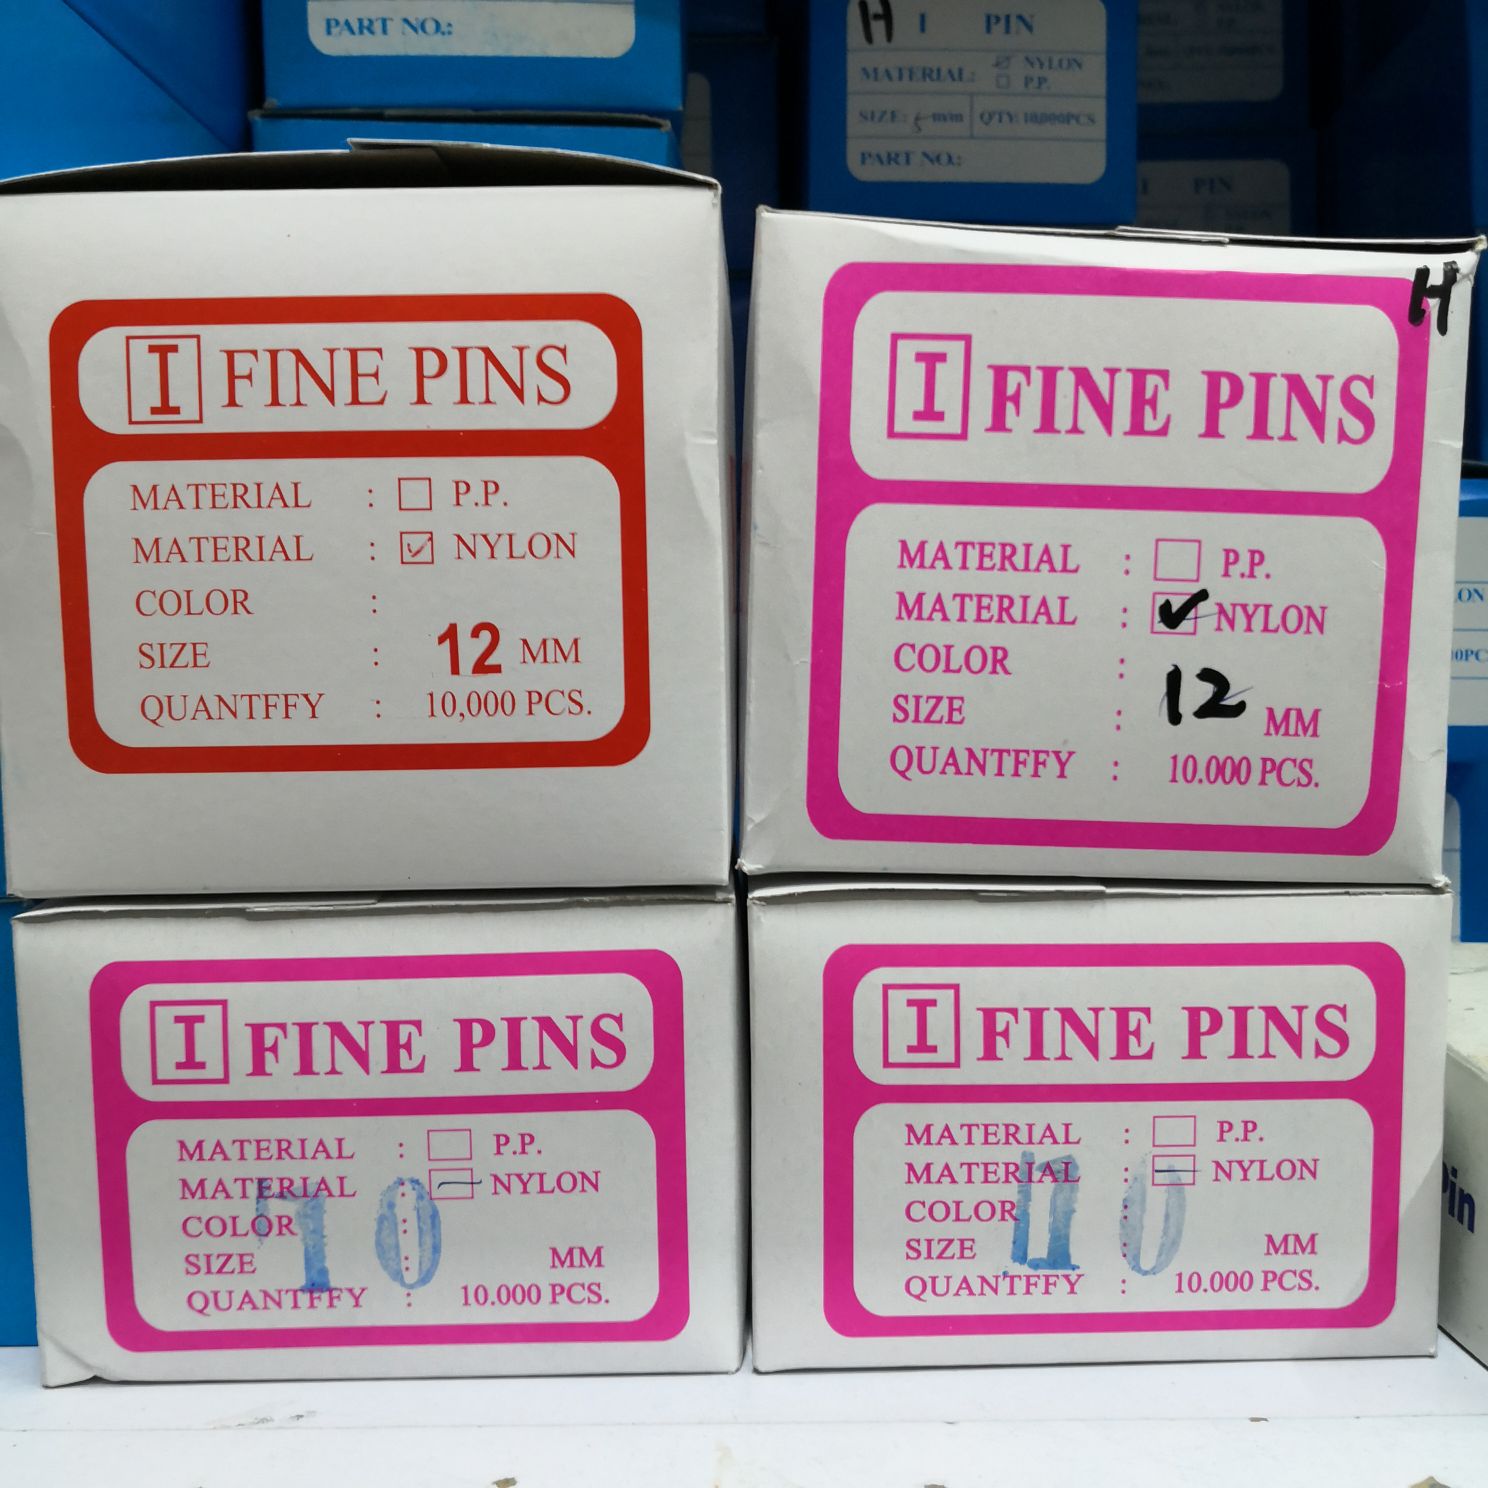 PART NO.:
H I PIN
MATERIAL: NYLON
P.P.
SIZE: 5 mm QTY: 10,000PCS
PART NO.:
I PIN
I FINE PINS
MATERIAL : P.P.
MATERIAL : NYLON
COLOR :
SIZE : 12 MM
QUANTFFY : 10,000 PCS.
H
I FINE PINS
MATERIAL : P.P.
MATERIAL : NYLON
COLOR :
SIZE : 12 MM
QUANTFFY : 10.000 PCS.
I FINE PINS
MATERIAL : P.P.
MATERIAL : NYLON
COLOR :
SIZE : MM
QUANTFFY : 10.000 PCS.
10
I FINE PINS
MATERIAL : P.P.
MATERIAL : NYLON
COLOR
SIZE MM
QUANTFFY : 10.000 PCS.
10